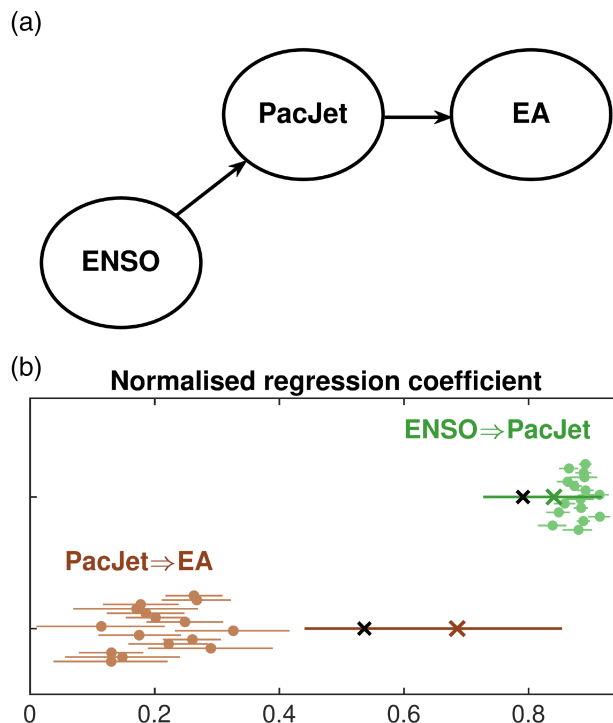 (a)
PacJet
EA
ENSO
(b)
Normalised regression coefficient
ENSO⇒PacJet
PacJet⇒EA
0 0.2 0.4 0.6 0.8